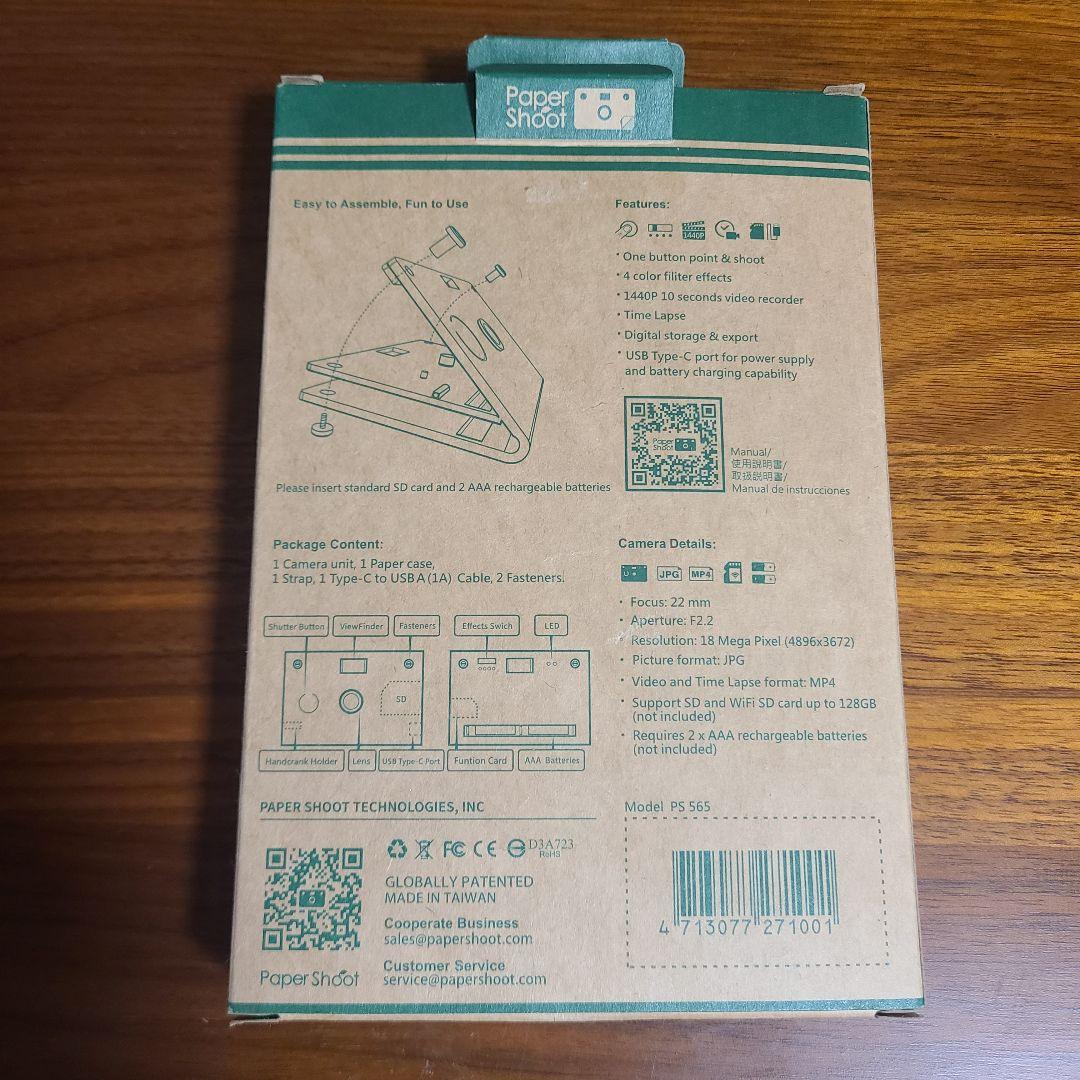 Paper
Shoot
Easy to Assemble, Fun to Use
Please insert standard SD card and 2 AAA rechargeable batteries
Features:
1440P
• One button point & shoot
• 4 color filiter effects
• 1440P 10 seconds video recorder
• Time Lapse
• Digital storage & export
• USB Type-C port for power supply
and battery charging capability
Paper
Shoot
Manual/
使用說明書/
取扱説明書/
Manual de instrucciones
Package Content:
1 Camera unit, 1 Paper case,
1 Strap, 1 Type-C to USB A (1A) Cable, 2 Fasteners.
Shutter Button
ViewFinder
Fasteners
Effects Swich
LED
SD
Handcrank Holder
Lens
USB Type-C Port
Funtion Card
AAA Batteries
Camera Details:
JPG
MP4
• Focus: 22 mm
• Aperture: F2.2
Resolution: 18 Mega Pixel (4896x3672)
• Picture format: JPG
• Video and Time Lapse format: MP4
• Support SD and WiFi SD card up to 128GB
(not included)
• Requires 2 x AAA rechargeable batteries
(not included)
PAPER SHOOT TECHNOLOGIES, INC
FC CE D3A723
RoHS
GLOBALLY PATENTED
MADE IN TAIWAN
Cooperate Business
sales@papershoot.com
Customer Service
service@papershoot.com
Paper Shoot
Model PS 565
4 713077 271001